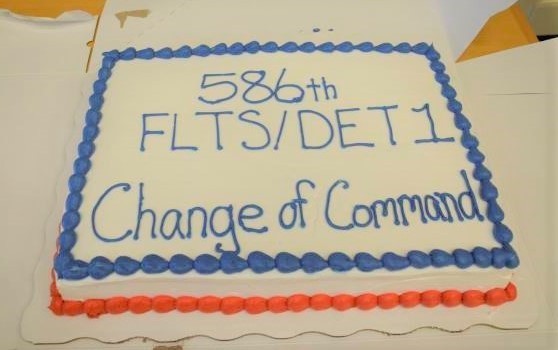 586th
FLTS/DET 1
Change of Command